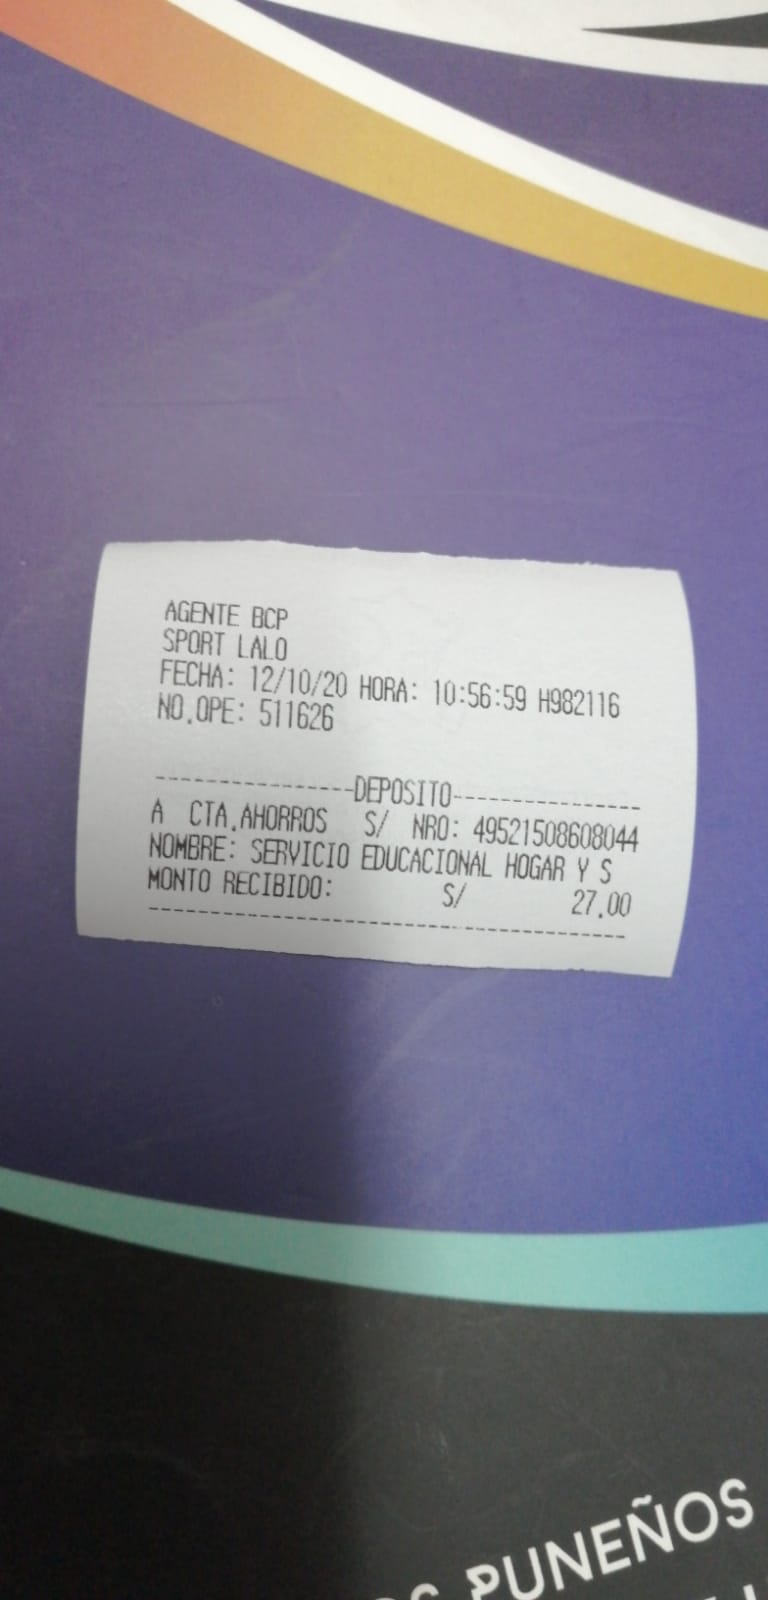 AGENTE BCP
SPORT LALO
FECHA: 12/10/20 HORA: 10:56:59 H982116
NO.OPE: 511626
----------------DEPOSITO----------------
A CTA.AHORROS S/ NRO: 49521508608044
NOMBRE: SERVICIO EDUCACIONAL HOGAR Y S
MONTO RECIBIDO: S/ 27.00
----------------------------------------
PUNEÑOS